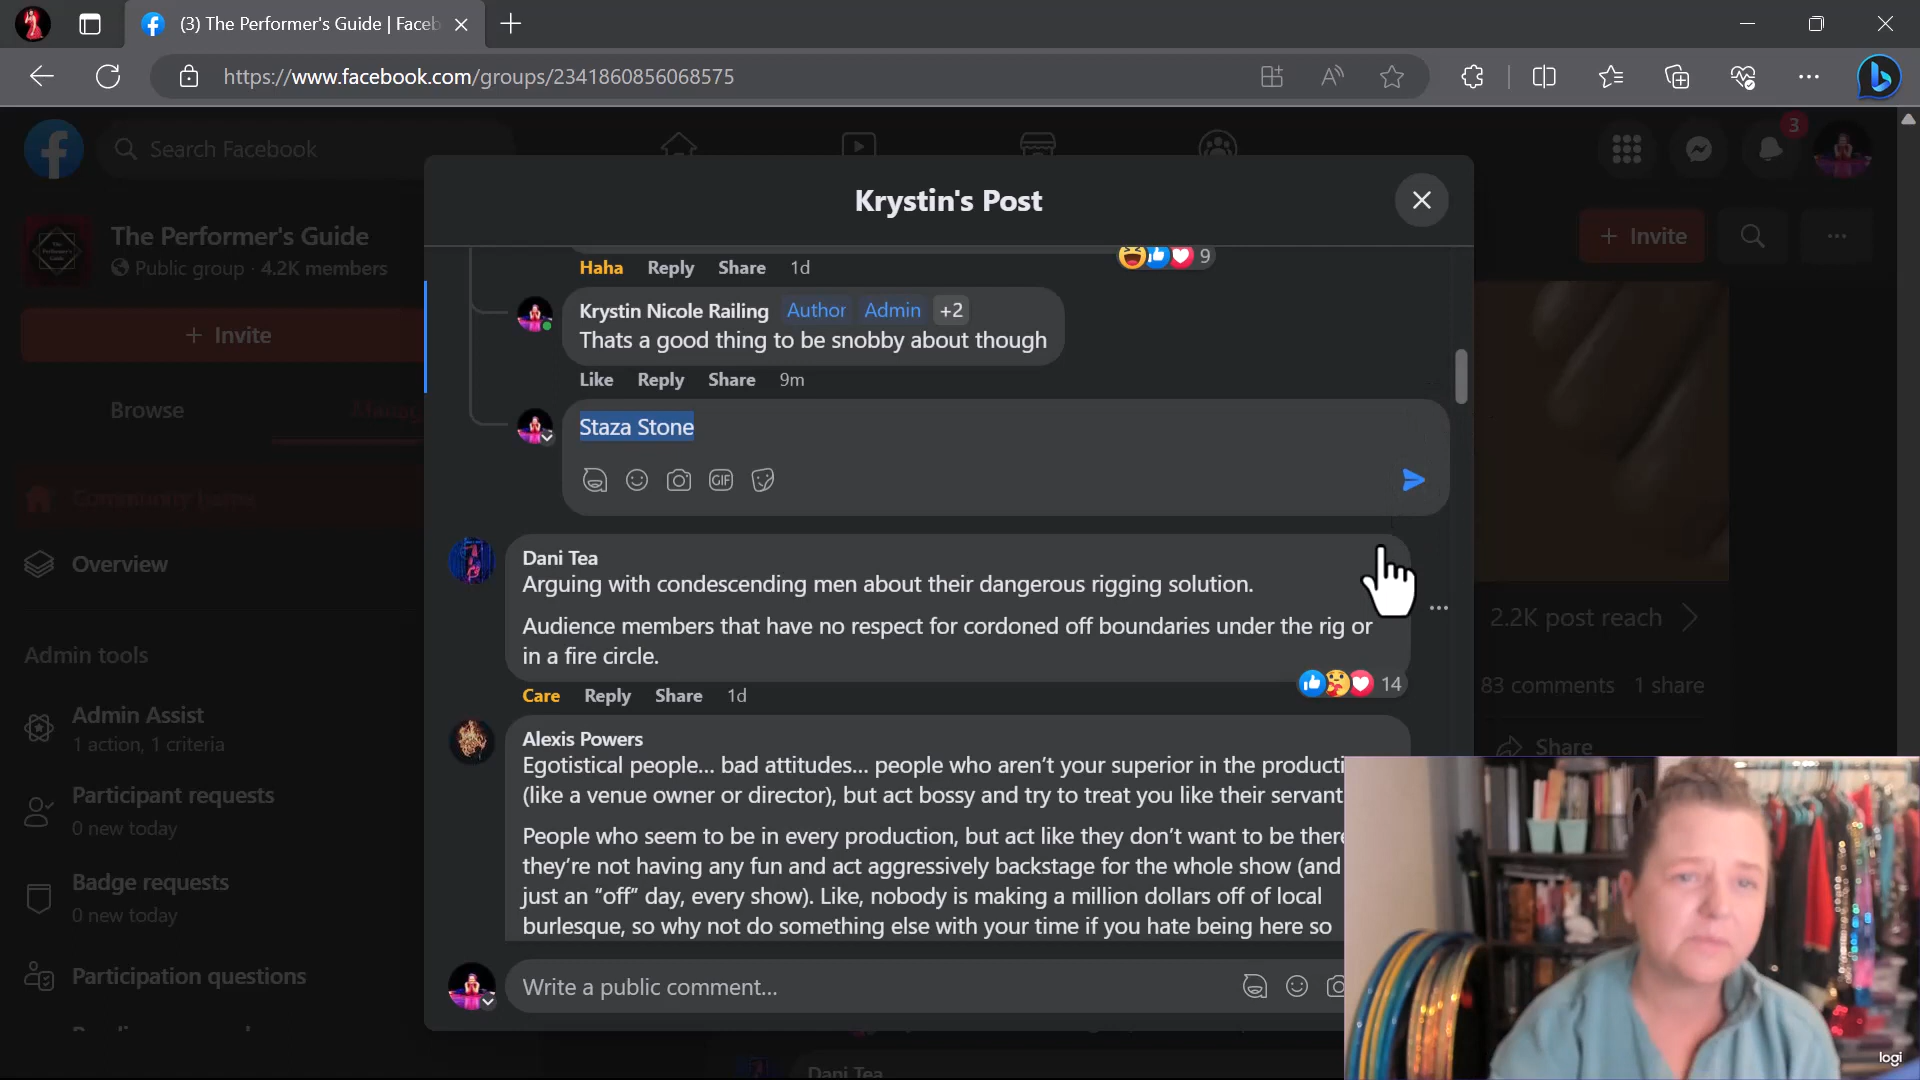 (3) The Performer's Guide | Faceb
https://www.facebook.com/groups/2341860856068575
Search Facebook
3
The Performer's Guide
Public group · 4.2K members
+ Invite
+ Invite
Browse
Manag
Community home
Overview
Admin tools
Admin Assist
1 action, 1 criteria
Participant requests
0 new today
Badge requests
0 new today
Participation questions
Krystin's Post
Haha Reply Share 1d
9
Krystin Nicole Railing Author Admin +2
Thats a good thing to be snobby about though
Like Reply Share 9m
Staza Stone
GIF
Dani Tea
Arguing with condescending men about their dangerous rigging solution.
Audience members that have no respect for cordoned off boundaries under the rig or
in a fire circle.
14
Care Reply Share 1d
Alexis Powers
Egotistical people... bad attitudes... people who aren't your superior in the producti
(like a venue owner or director), but act bossy and try to treat you like their servant
People who seem to be in every production, but act like they don't want to be there
they're not having any fun and act aggressively backstage for the whole show (and
just an “off” day, every show). Like, nobody is making a million dollars off of local
burlesque, so why not do something else with your time if you hate being here so
Write a public comment...
2.2K post reach
83 comments 1 share
Share
Dani Tea
logi